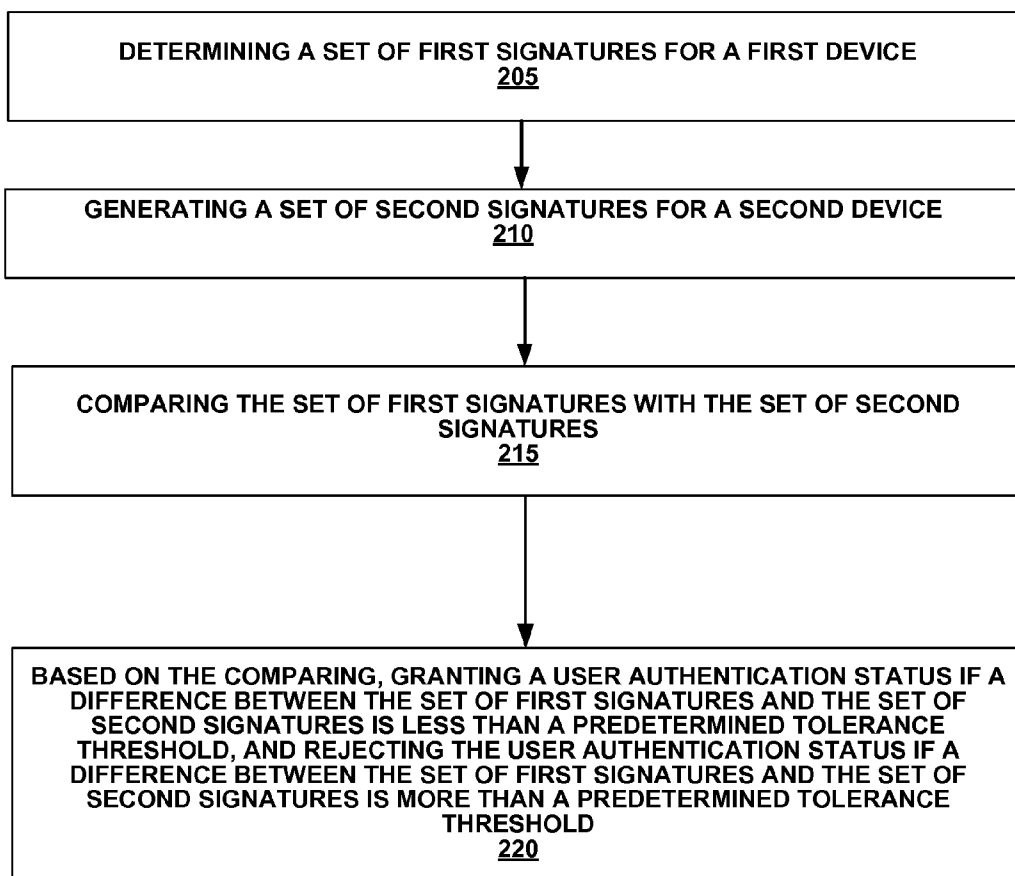 DETERMINING A SET OF FIRST SIGNATURES FOR A FIRST DEVICE
205
GENERATING A SET OF SECOND SIGNATURES FOR A SECOND DEVICE
210
COMPARING THE SET OF FIRST SIGNATURES WITH THE SET OF SECOND
SIGNATURES
215
BASED ON THE COMPARING, GRANTING A USER AUTHENTICATION STATUS IF A
DIFFERENCE BETWEEN THE SET OF FIRST SIGNATURES AND THE SET OF
SECOND SIGNATURES IS LESS THAN A PREDETERMINED TOLERANCE
THRESHOLD, AND REJECTING THE USER AUTHENTICATION STATUS IF A
DIFFERENCE BETWEEN THE SET OF FIRST SIGNATURES AND THE SET OF
SECOND SIGNATURES IS MORE THAN A PREDETERMINED TOLERANCE
THRESHOLD
220